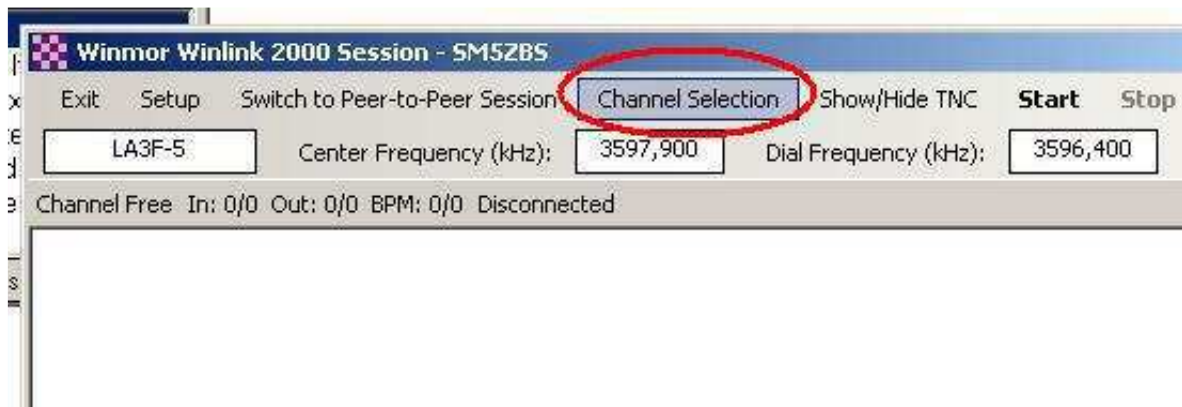 Winmor Winlink 2000 Session - SM5ZBS
Exit Setup Switch to Peer-to-Peer Session Channel Selection Show/Hide TNC Start Stop
LA3F-5 Center Frequency (kHz): 3597,900 Dial Frequency (kHz): 3596,400
Channel Free In: 0/0 Out: 0/0 BPM: 0/0 Disconnected